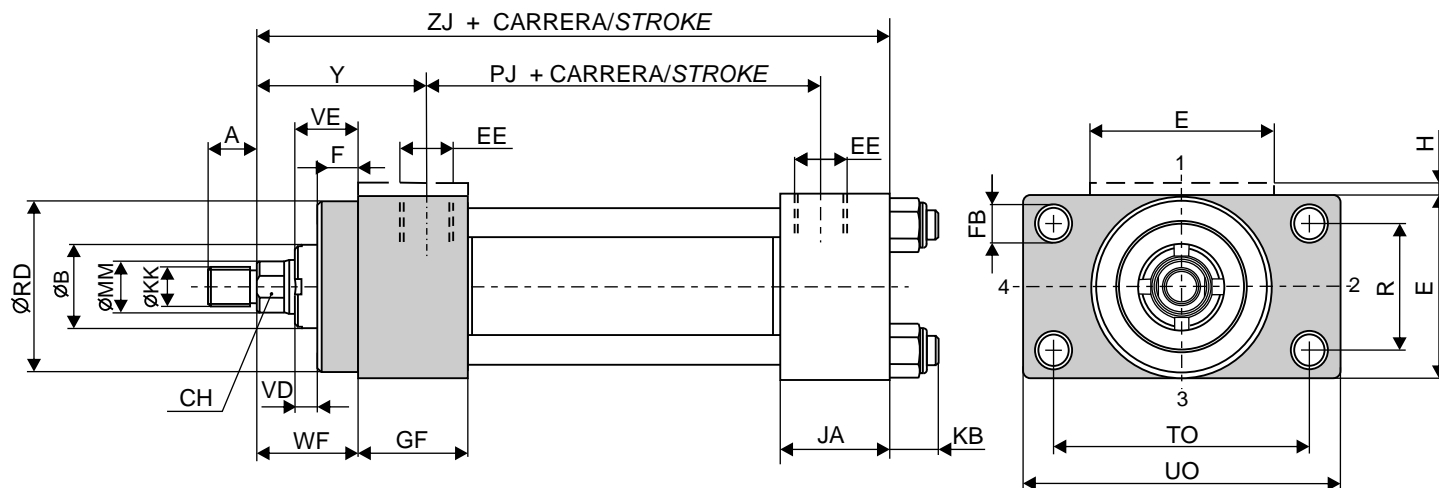 ZJ + CARRERA/STROKE
Y
PJ + CARRERA/STROKE
VE
A
F
EE
EE
E
H
1
FB
ØRD
ØB
ØMM
ØKK
4
2
R
E
CH
VD
3
WF
GF
JA
KB
TO
UO